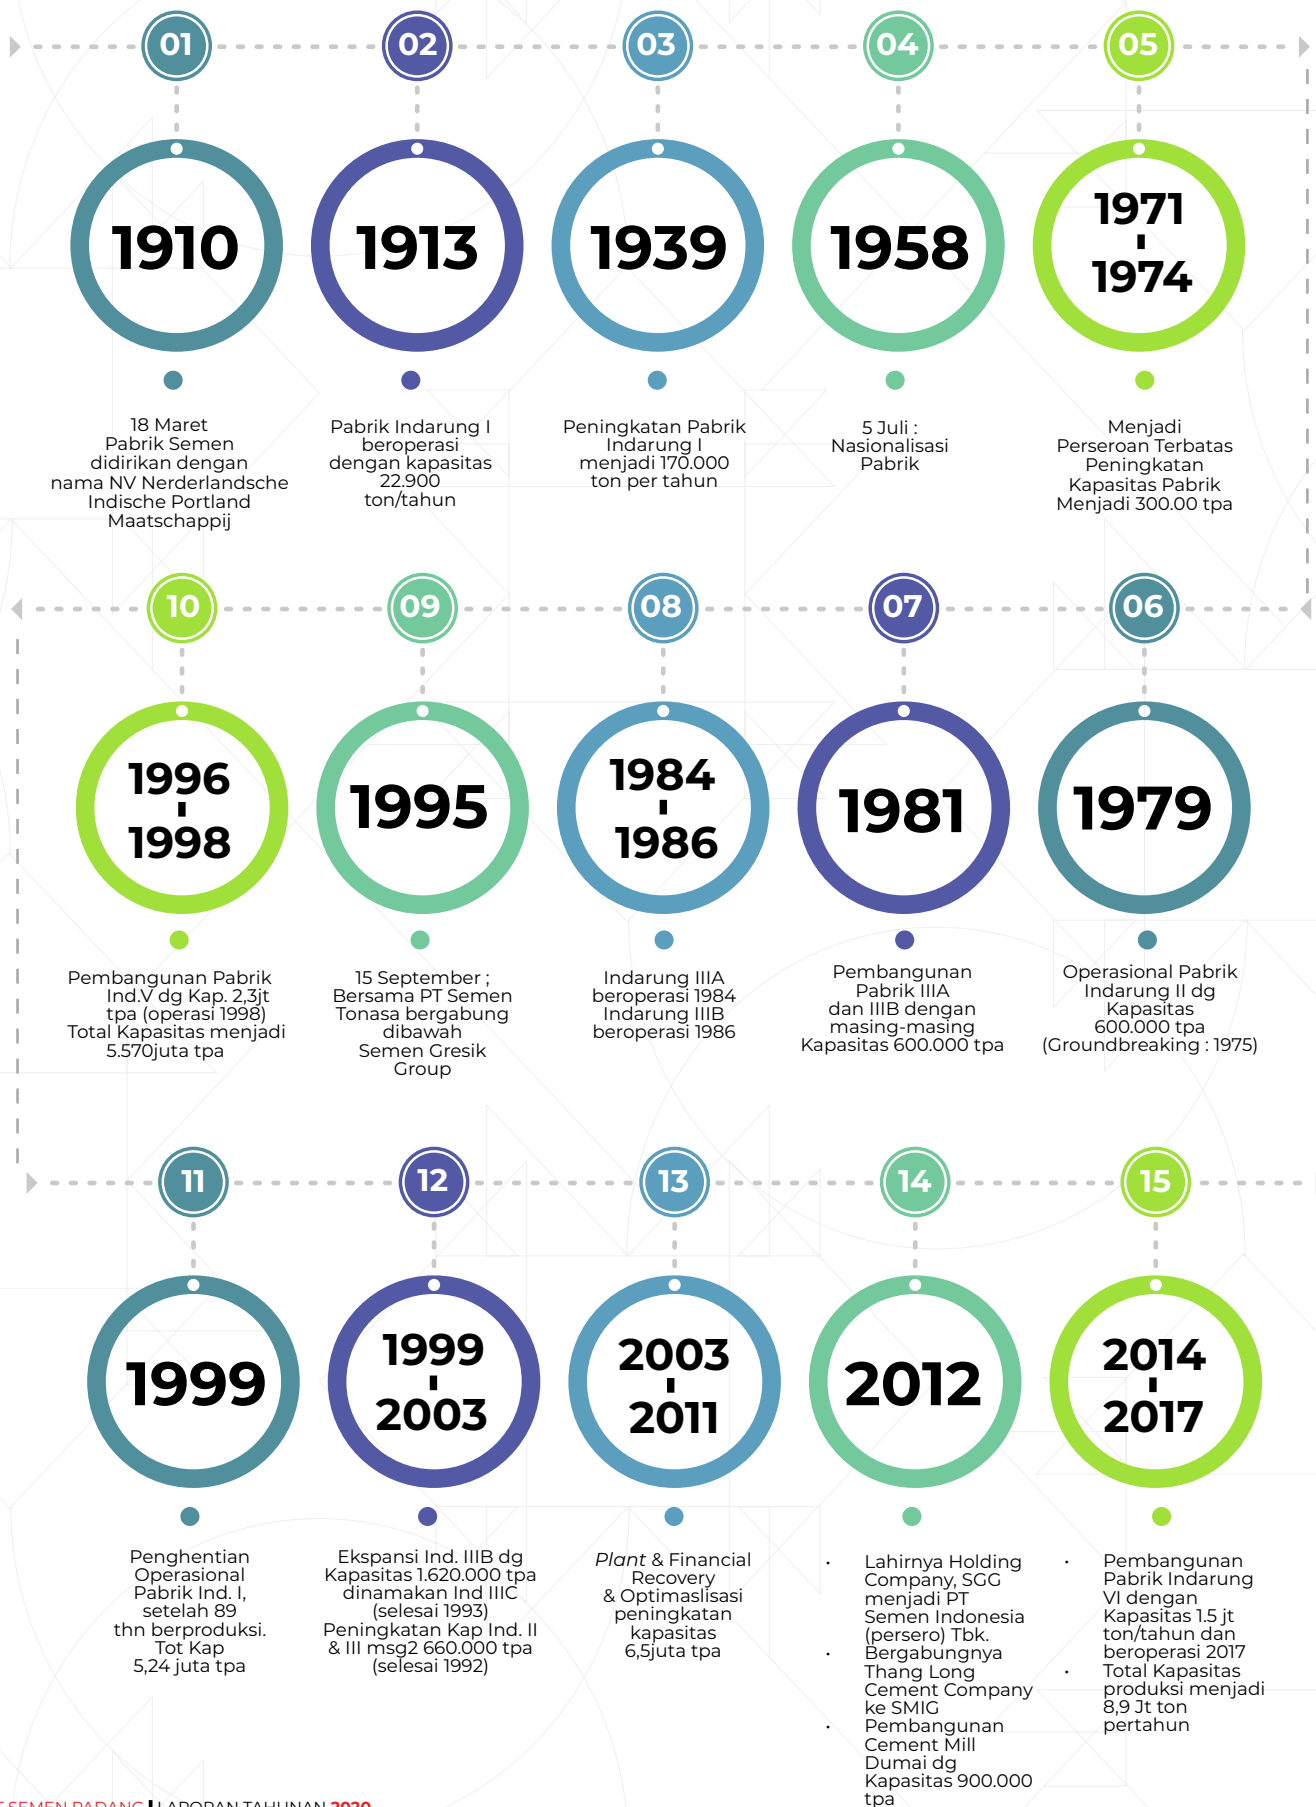 01
1910
18 Maret
Pabrik Semen
didirikan dengan
nama NV Nerderlandsche
Indische Portland
Maatschappij
02
1913
Pabrik Indarung I
beroperasi
dengan kapasitas
22.900
ton/tahun
03
1939
Peningkatan Pabrik
Indarung I
menjadi 170.000
ton per tahun
04
1958
5 Juli :
Nasionalisasi
Pabrik
05
1971
-
1974
Menjadi
Perseroan Terbatas
Peningkatan
Kapasitas Pabrik
Menjadi 300.00 tpa
06
1979
Operasional Pabrik
Indarung II dg
Kapasitas
600.000 tpa
(Groundbreaking : 1975)
07
1981
Pembangunan
Pabrik IIIA
dan IIIB dengan
masing-masing
Kapasitas 600.000 tpa
08
1984
-
1986
Indarung IIIA
beroperasi 1984
Indarung IIIB
beroperasi 1986
09
1995
15 September ;
Bersama PT Semen
Tonasa bergabung
dibawah
Semen Gresik
Group
10
1996
-
1998
Pembangunan Pabrik
Ind.V dg Kap. 2,3jt
tpa (operasi 1998)
Total Kapasitas menjadi
5.570juta tpa
11
1999
Penghentian
Operasional
Pabrik Ind. I,
setelah 89
thn berproduksi.
Tot Kap
5,24 juta tpa
12
1999
-
2003
Ekspansi Ind. IIIB dg
Kapasitas 1.620.000 tpa
dinamakan Ind IIIC
(selesai 1993)
Peningkatan Kap Ind. II
& III msg2 660.000 tpa
(selesai 1992)
13
2003
-
2011
Plant & Financial
Recovery
& Optimaslisasi
peningkatan
kapasitas
6,5juta tpa
14
2012
• Lahirnya Holding
Company, SGG
menjadi PT
Semen Indonesia
(persero) Tbk.
• Bergabungnya
Thang Long
Cement Company
ke SMIG
• Pembangunan
Cement Mill
Dumai dg
Kapasitas 900.000
tpa
15
2014
-
2017
• Pembangunan
Pabrik Indarung
VI dengan
Kapasitas 1.5 jt
ton/tahun dan
beroperasi 2017
• Total Kapasitas
produksi menjadi
8,9 Jt ton
pertahun
SEMEN PADANG | LAPORAN TAHUNAN 2020